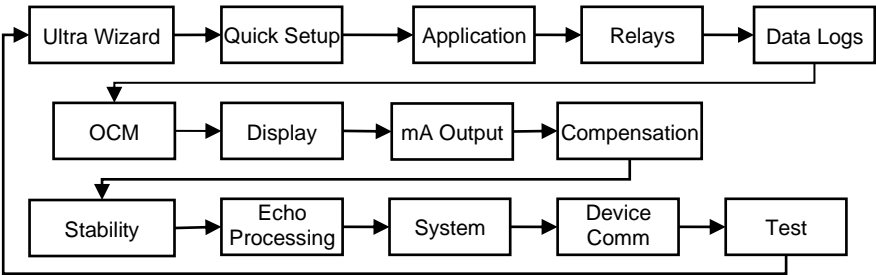 Ultra Wizard
Quick Setup
Application
Relays
Data Logs
OCM
Display
mA Output
Compensation
Stability
Echo
Processing
System
Device
Comm
Test